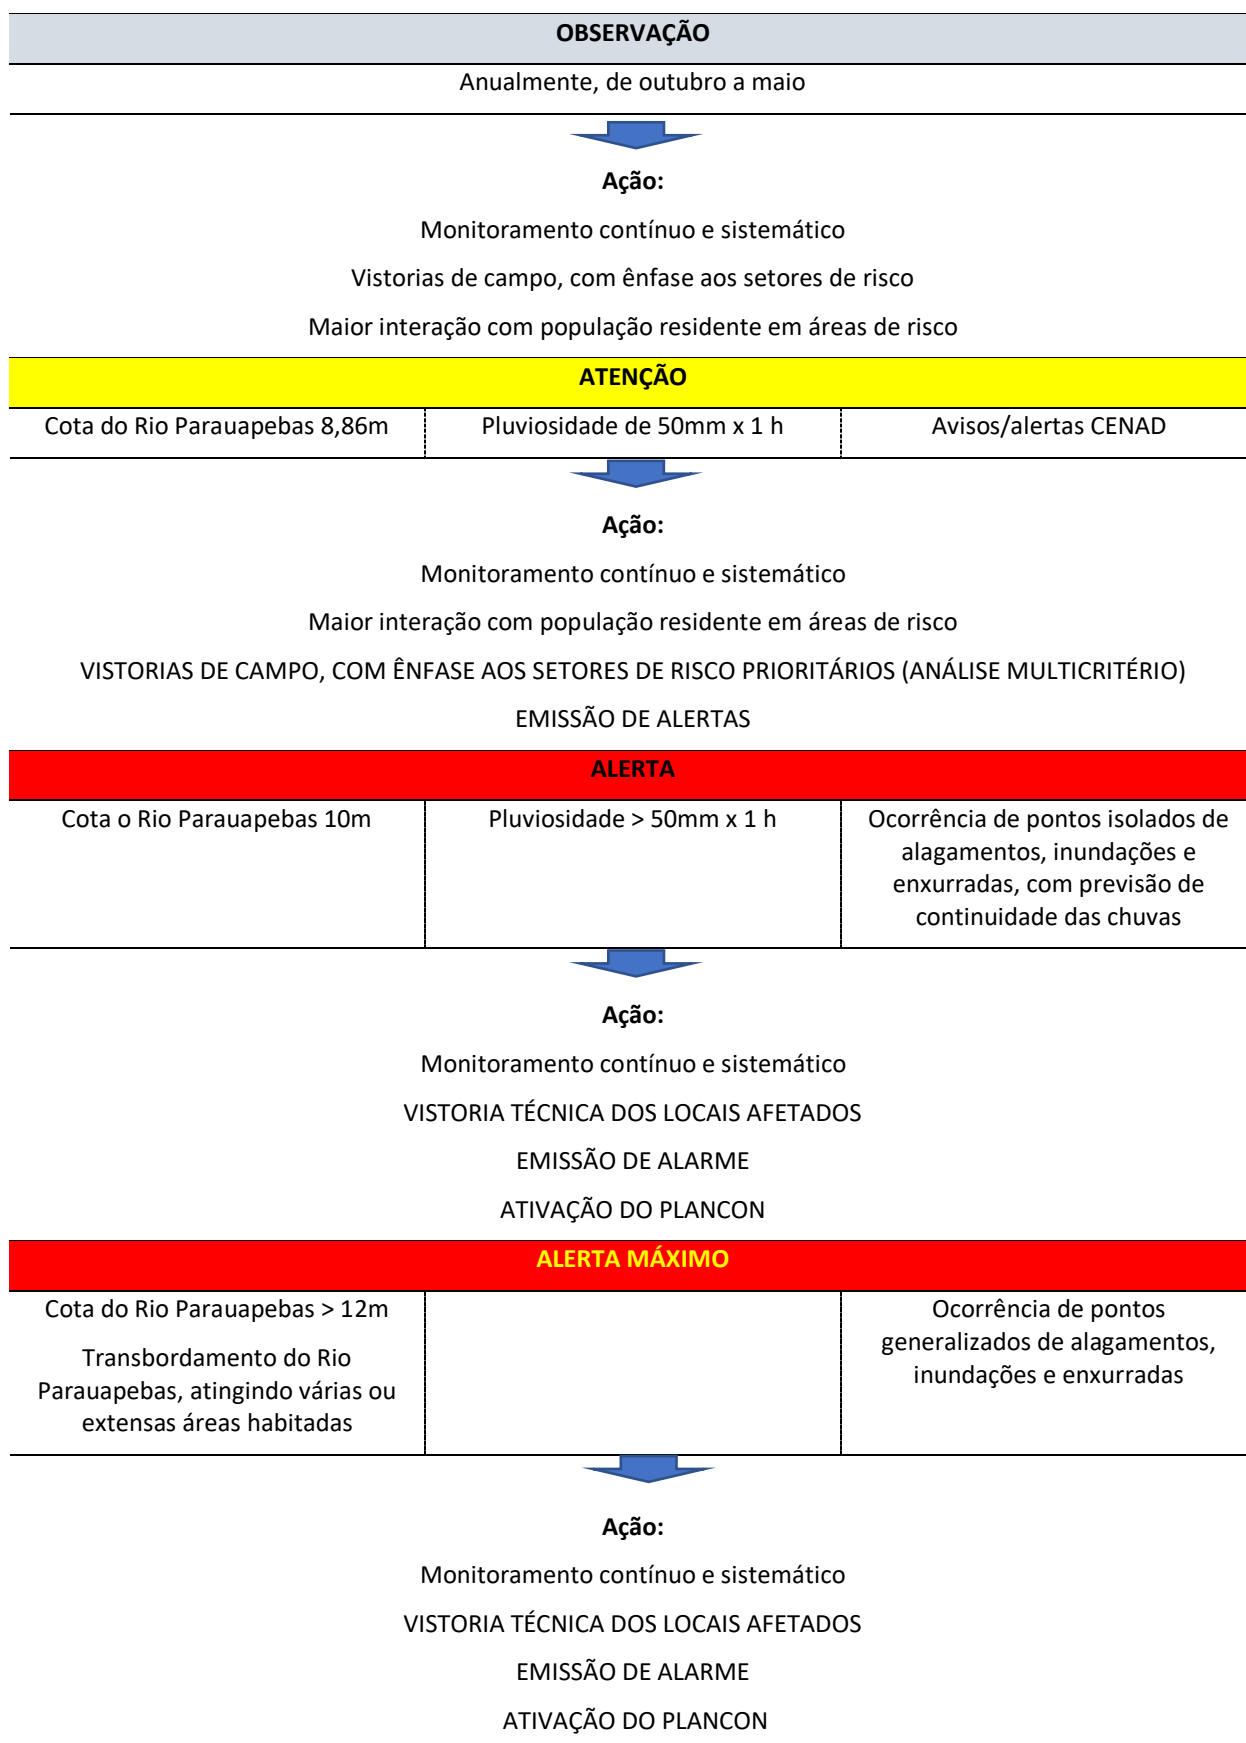 OBSERVAÇÃO
Anualmente, de outubro a maio
Ação:
Monitoramento contínuo e sistemático
Vistorias de campo, com ênfase aos setores de risco
Maior interação com população residente em áreas de risco
ATENÇÃO
Cota do Rio Parauapebas 8,86m
Pluviosidade de 50mm x 1 h
Avisos/alertas CENAD
Ação:
Monitoramento contínuo e sistemático
Maior interação com população residente em áreas de risco
VISTORIAS DE CAMPO, COM ÊNFASE AOS SETORES DE RISCO PRIORITÁRIOS (ANÁLISE MULTICRITÉRIO)
EMISSÃO DE ALERTAS
ALERTA
Cota o Rio Parauapebas 10m
Pluviosidade > 50mm x 1 h
Ocorrência de pontos isolados de
alagamentos, inundações e
enxurradas, com previsão de
continuidade das chuvas
Ação:
Monitoramento contínuo e sistemático
VISTORIA TÉCNICA DOS LOCAIS AFETADOS
EMISSÃO DE ALARME
ATIVAÇÃO DO PLANCON
ALERTA MÁXIMO
Cota do Rio Parauapebas > 12m
Transbordamento do Rio
Parauapebas, atingindo várias ou
extensas áreas habitadas
Ocorrência de pontos
generalizados de alagamentos,
inundações e enxurradas
Ação:
Monitoramento contínuo e sistemático
VISTORIA TÉCNICA DOS LOCAIS AFETADOS
EMISSÃO DE ALARME
ATIVAÇÃO DO PLANCON